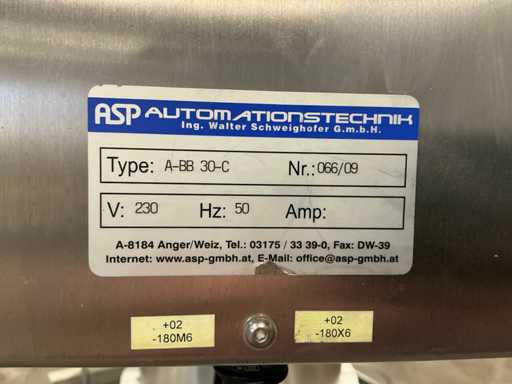 ASP AUTOMATIONSTECHNIK
Ing. Walter Schweighofer G.m.b.H.
Type: A-BB 30-C Nr.: 066/09
V: 230 Hz: 50 Amp:
A-8184 Anger/Weiz, Tel.: 03175 / 33 39-0, Fax: DW-39
Internet: www.asp-gmbh.at, E-Mail: office@asp-gmbh.at
+02
-180M6
+02
-180X6